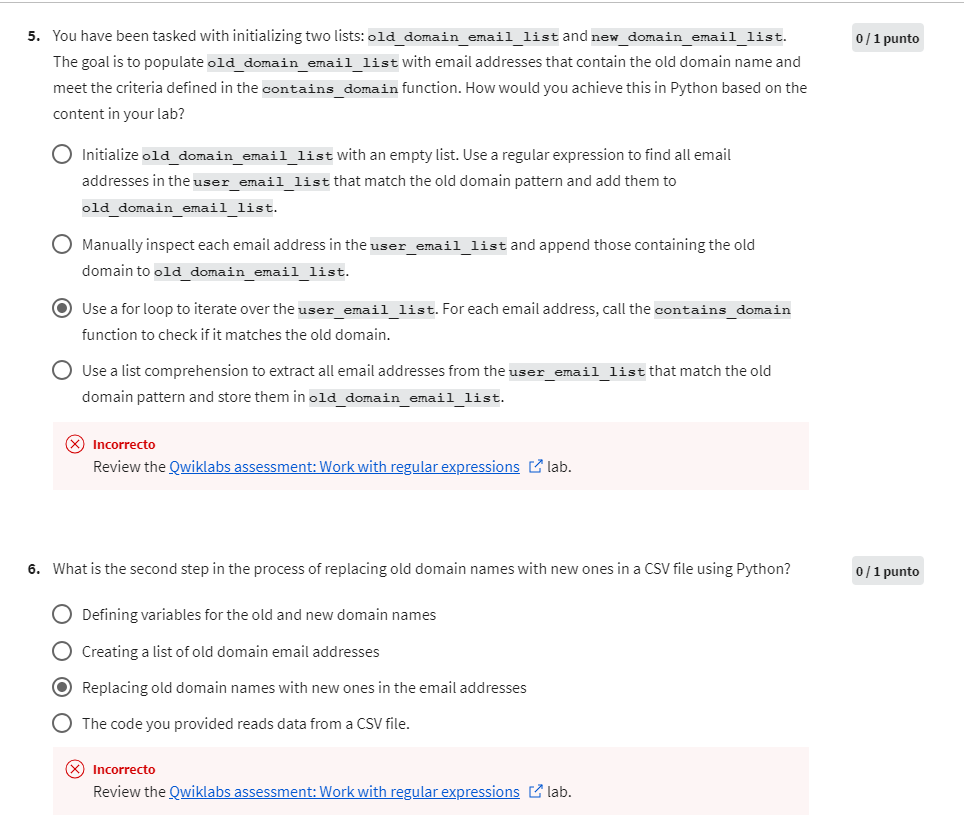 5. You have been tasked with initializing two lists: old_domain_email_list and new_domain_email_list. 0 / 1 punto
The goal is to populate old_domain_email_list with email addresses that contain the old domain name and
meet the criteria defined in the contains_domain function. How would you achieve this in Python based on the
content in your lab?
Initialize old_domain_email_list with an empty list. Use a regular expression to find all email
addresses in the user_email_list that match the old domain pattern and add them to
old_domain_email_list.
Manually inspect each email address in the user_email_list and append those containing the old
domain to old_domain_email_list.
Use a for loop to iterate over the user_email_list. For each email address, call the contains_domain
function to check if it matches the old domain.
Use a list comprehension to extract all email addresses from the user_email_list that match the old
domain pattern and store them in old_domain_email_list.
Incorrecto
Review the Qwiklabs assessment: Work with regular expressions lab.
6. What is the second step in the process of replacing old domain names with new ones in a CSV file using Python? 0 / 1 punto
Defining variables for the old and new domain names
Creating a list of old domain email addresses
Replacing old domain names with new ones in the email addresses
The code you provided reads data from a CSV file.
Incorrecto
Review the Qwiklabs assessment: Work with regular expressions lab.